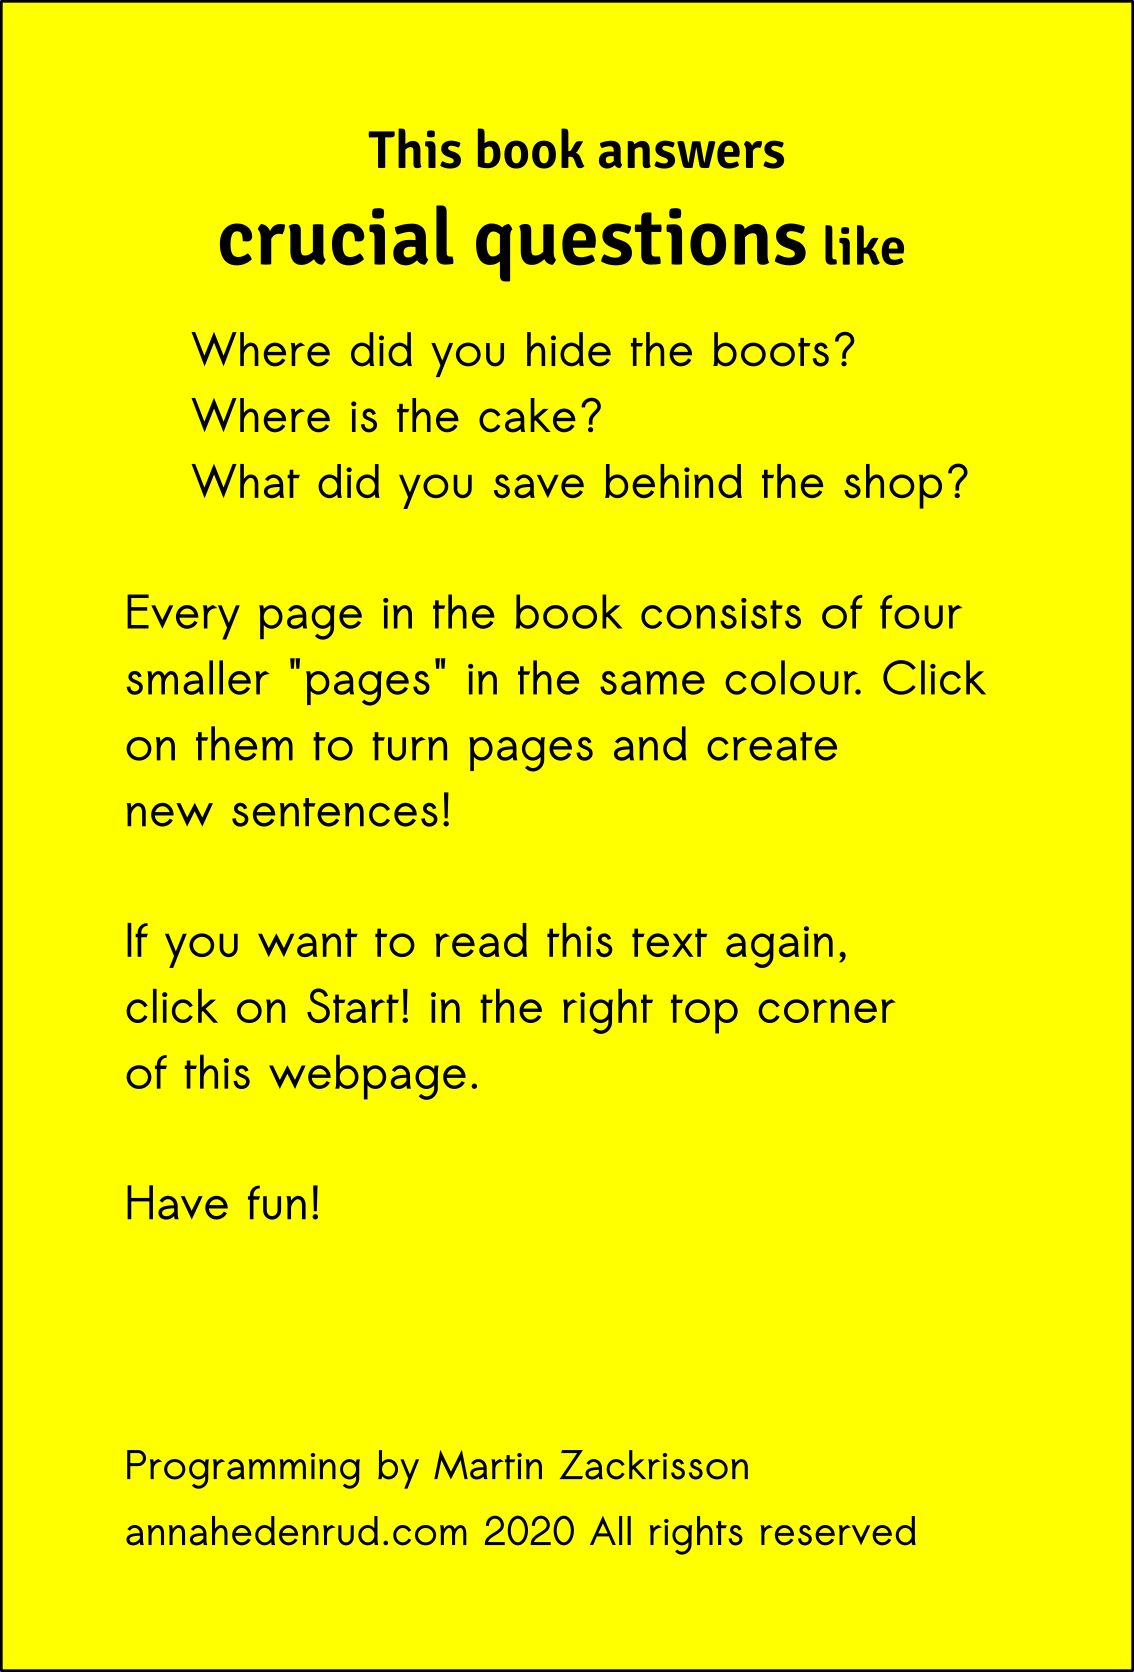 This book answers
crucial questions like
Where did you hide the boots?
Where is the cake?
What did you save behind the shop?
Every page in the book consists of four
smaller "pages" in the same colour. Click
on them to turn pages and create
new sentences!
If you want to read this text again,
click on Start! in the right top corner
of this webpage.
Have fun!
Programming by Martin Zackrisson
annahedenrud.com 2020 All rights reserved